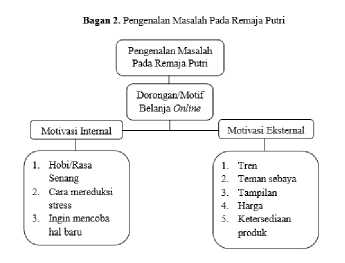 Bagan 2. Pengenalan Masalah Pada Remaja Putri
Pengenalan Masalah
Pada Remaja Putri
Dorongan/Motif
Belanja Online
Motivasi Internal
Motivasi Eksternal
1. Hobi/Rasa
Senang
2. Cara mereduksi
stress
3. Ingin mencoba
hal baru
1. Tren
2. Teman sebaya
3. Tampilan
4. Harga
5. Ketersediaan
produk